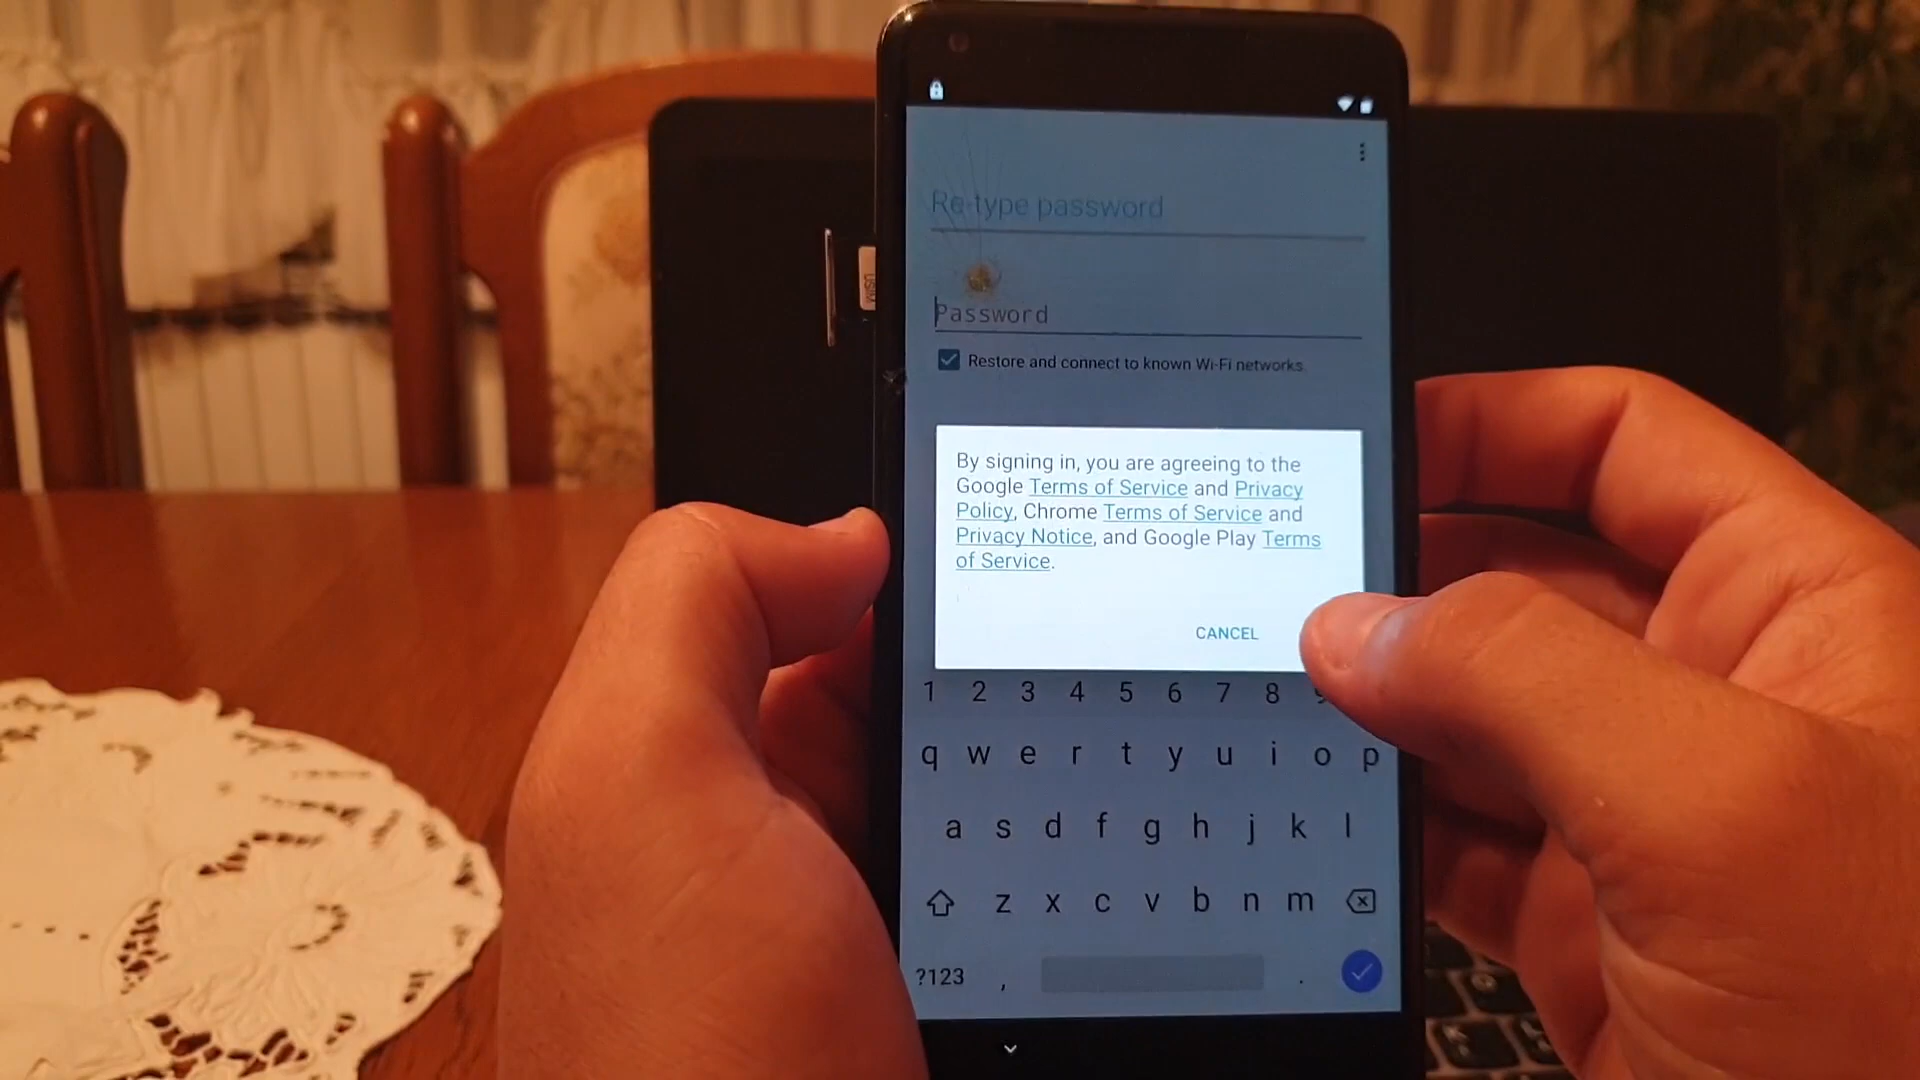 Re-type password
Password
Restore and connect to known Wi-Fi networks.
By signing in, you are agreeing to the
Google Terms of Service and Privacy
Policy, Chrome Terms of Service and
Privacy Notice, and Google Play Terms
of Service.
CANCEL
1 2 3 4 5 6 7 8
q w e r t y u i o p
a s d f g h j k l
z x c v b n m
?123 , .